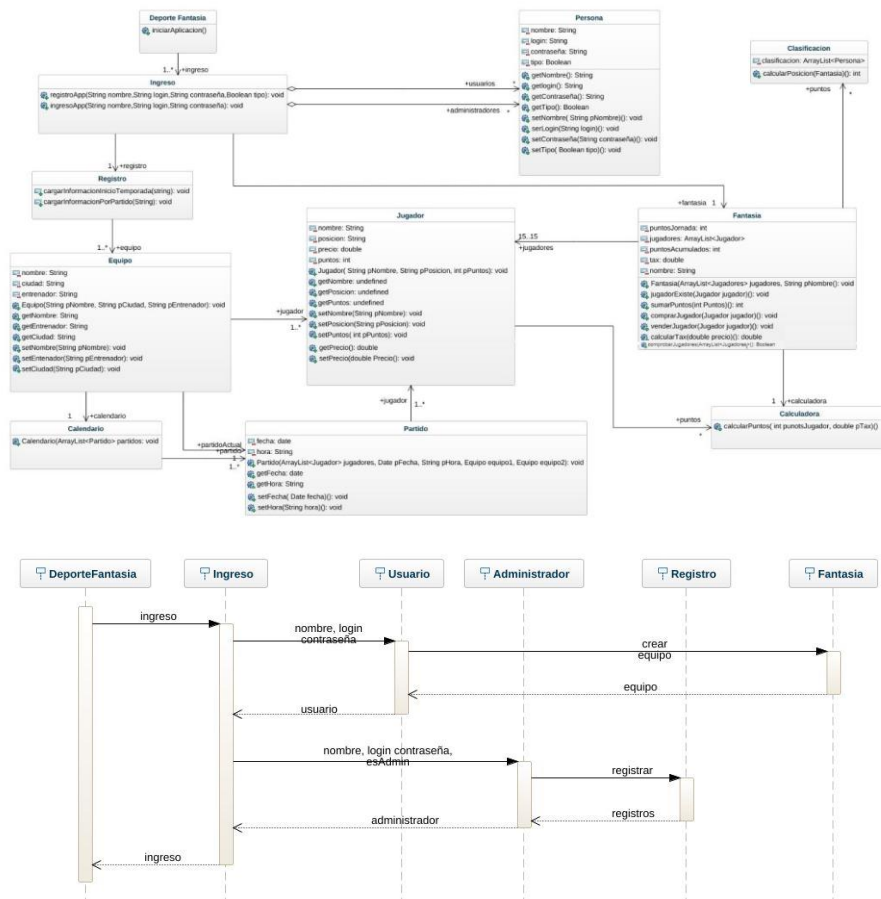 Deporte Fantasia
iniciarAplicacion()
1..* +ingreso
Ingreso
registroApp(String nombre,String login,String contraseña,Boolean tipo): void
ingresoApp(String nombre,String login,String contraseña): void
+usuarios *
+administradores *
Persona
nombre: String
login: String
contraseña: String
tipo: Boolean
getNombre(): String
getlogin(): String
getContraseña(): String
getTipo(): Boolean
setNombre( String pNombre)(): void
serLogin(String login)(): void
setContraseña(String contraseña)(): void
setTipo( Boolean tipo)(): void
Clasificacion
clasificacion: ArrayList<Persona>
calcularPosicion(Fantasia)(): int
+puntos
*
1 +registro
Registro
cargarInformacionInicioTemporada(string): void
cargarInformacionPorPartido(String): void
1..* +equipo
Equipo
nombre: String
ciudad: String
entrenador: String
Equipo(String pNombre, String pCiudad, String pEntrenador): void
getNombre: String
getEntrenador: String
getCiudad: String
setNombre(String pNombre): void
setEntenador(String pEntrenador): void
setCiudad(String pCiudad): void
+jugador
1..*
Jugador
nombre: String
posicion: String
precio: double
puntos: int
Jugador( String pNombre, String pPosicion, int pPuntos): void
getNombre: undefined
getPosicion: undefined
getPuntos: undefined
setNombre(String pNombre): void
setPosicion(String pPosicion): void
setPuntos( int pPuntos): void
getPrecio(): double
setPrecio(double Precio(): void
15..15
+jugadores
+fantasia 1
Fantasia
puntosJornada: int
jugadores: ArrayList<Jugador>
puntosAcumulados: int
tax: double
nombre: String
Fantasia(ArrayList<Jugadores> jugadores, String pNombre(): void
jugadorExiste(Jugador jugador)(): void
sumarPuntos(int Puntos)(): int
comprarJugador(Jugador jugador)(): void
venderJugador(Jugador jugador)(): void
calcularTax(double precio)(): double
1 +calculadora
Calculadora
calcularPuntos( int punotsJugador, double pTax)()
+puntos
*
1 +calendario
Calendario
Calendario(ArrayList<Partido> partidos: void
+partidoActual
+partido
1
1..*
+jugador
1..*
Partido
fecha: date
hora: String
Partido(ArrayList<Jugador> jugadores, Date pFecha, String pHora, Equipo equipo1, Equipo equipo2): void
getFecha: date
getHora: String
setFecha( Date fecha)(): void
setHora(String hora)(): void
DeporteFantasia
Ingreso
Usuario
Administrador
Registro
Fantasia
ingreso
nombre, login
contraseña
crear
equipo
equipo
usuario
nombre, login contraseña,
esAdmin
registrar
registros
administrador
ingreso